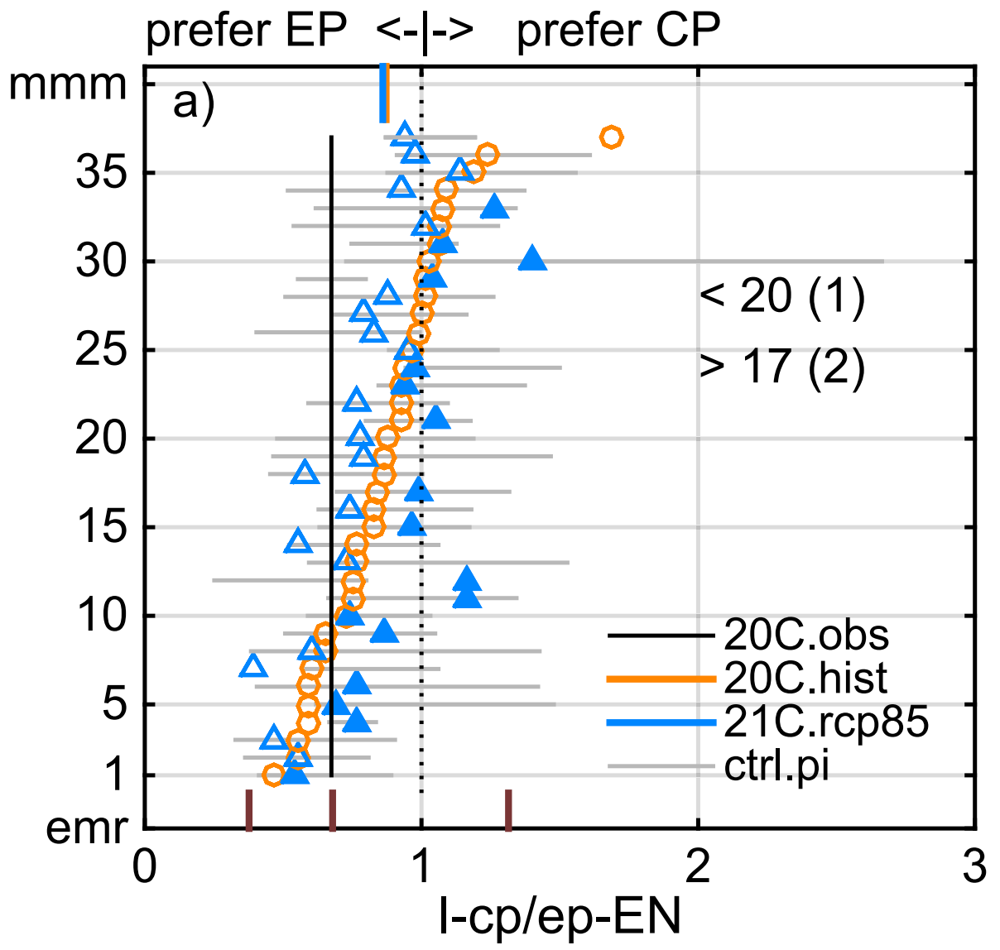 prefer EP <-|-> prefer CP
mmm
a)
35
30
< 20 (1)
25
> 17 (2)
20
15
10
20C.obs
20C.hist
5
21C.rcp85
1
ctrl.pi
emr
0 1 2 3
l-cp/ep-EN